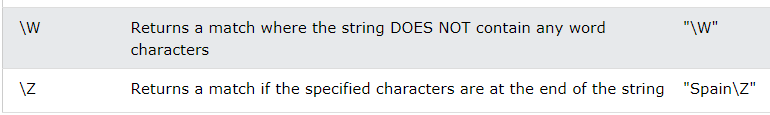 \W Returns a match where the string DOES NOT contain any word "\W"
characters
\Z Returns a match if the specified characters are at the end of the string "Spain\Z"